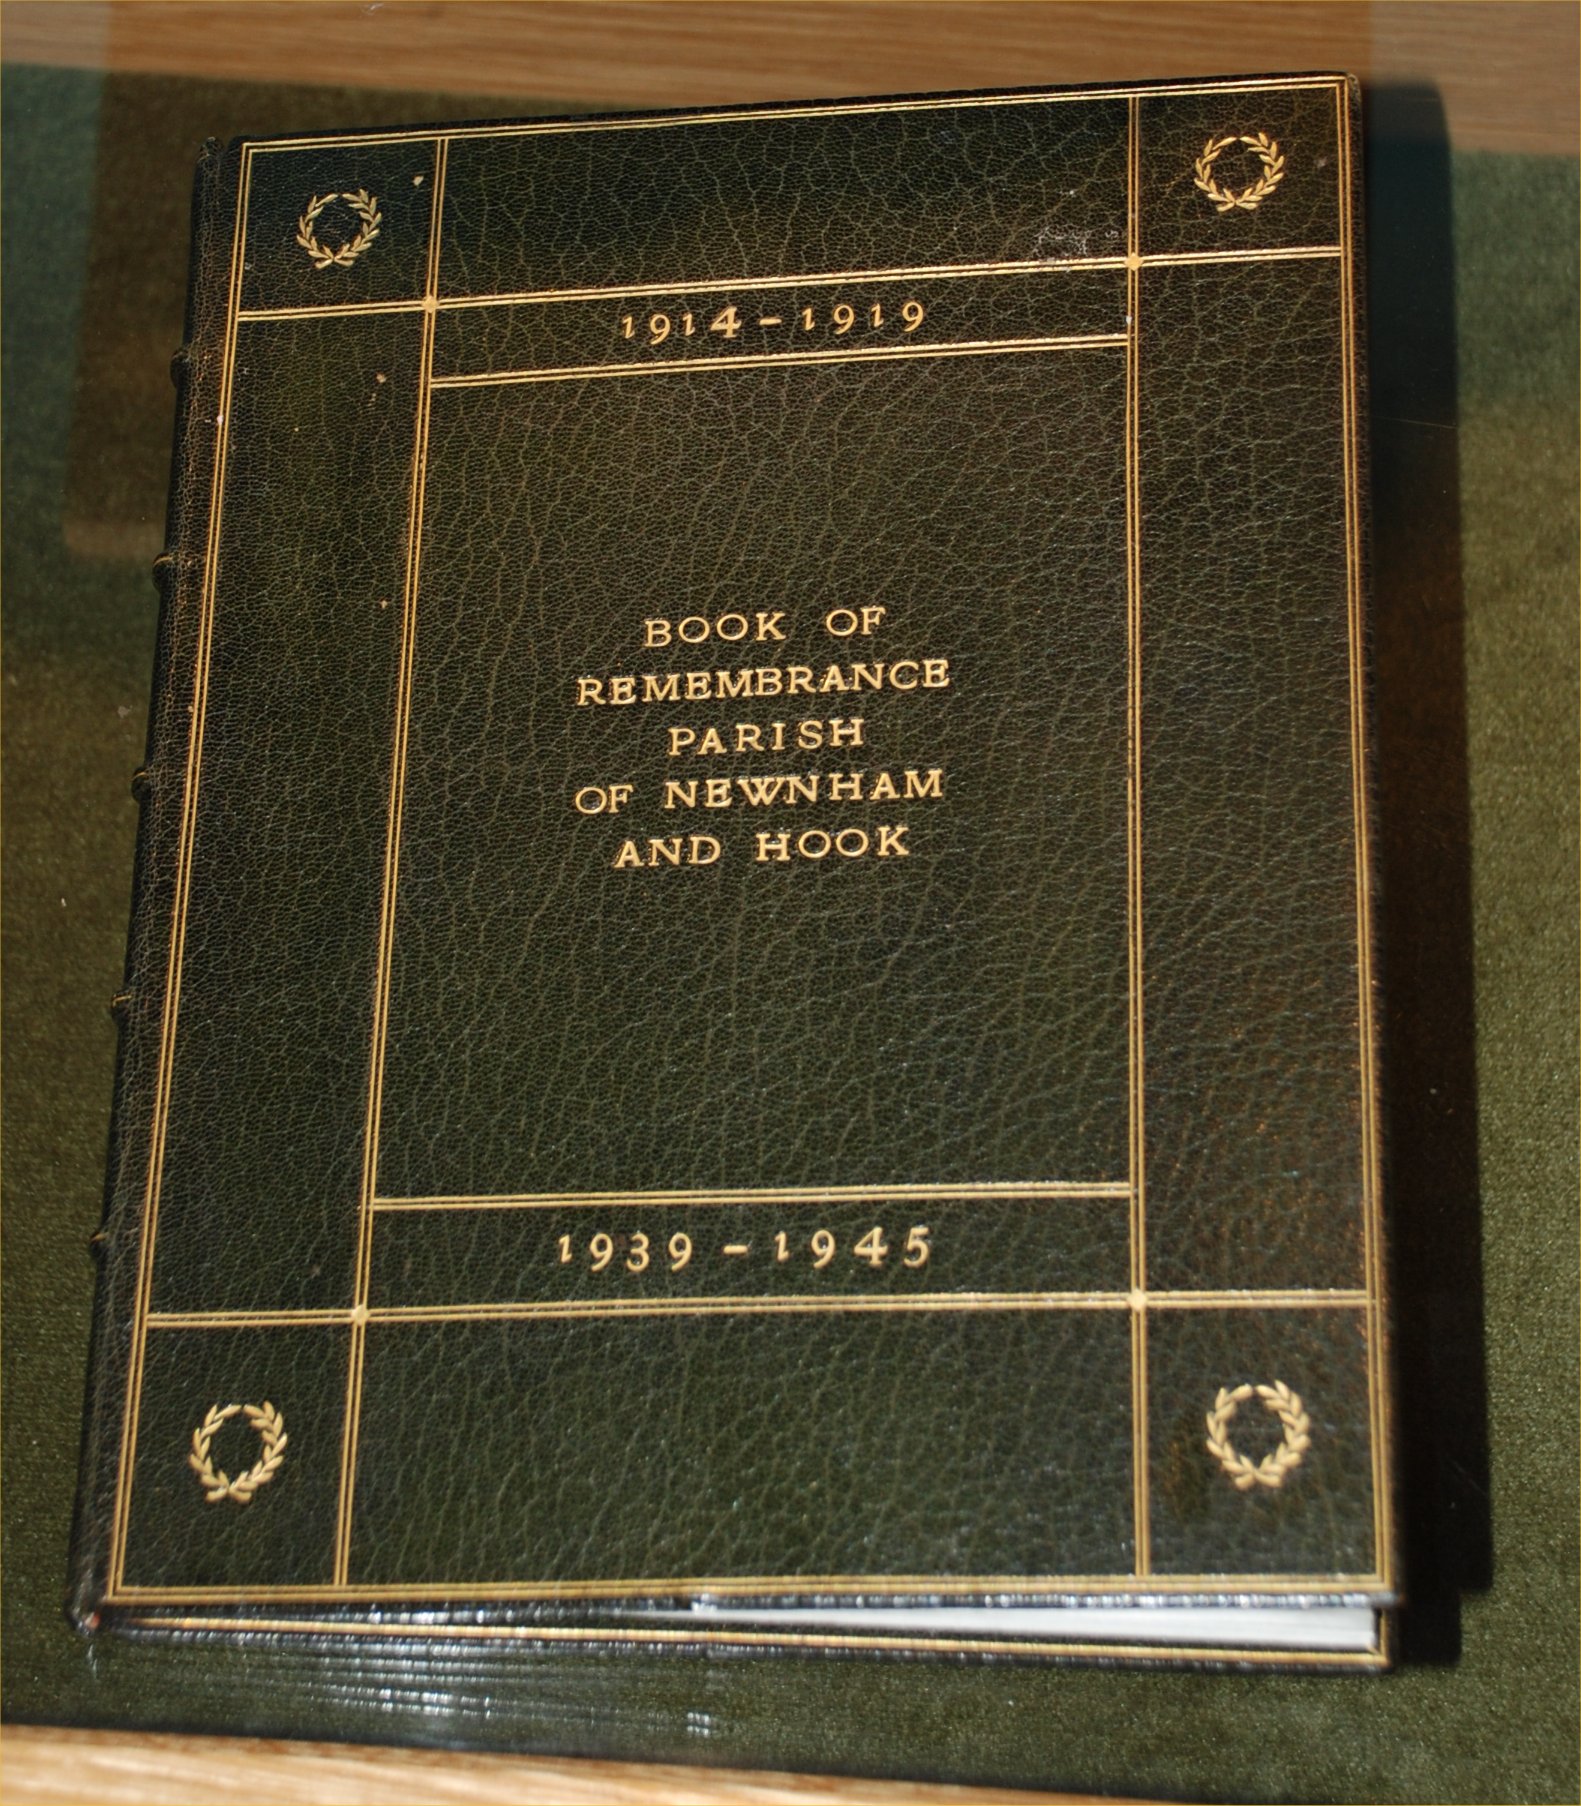 1914-1919
BOOK OF
REMEMBRANCE
PARISH
OF NEWNHAM
AND HOOK
1939-1945